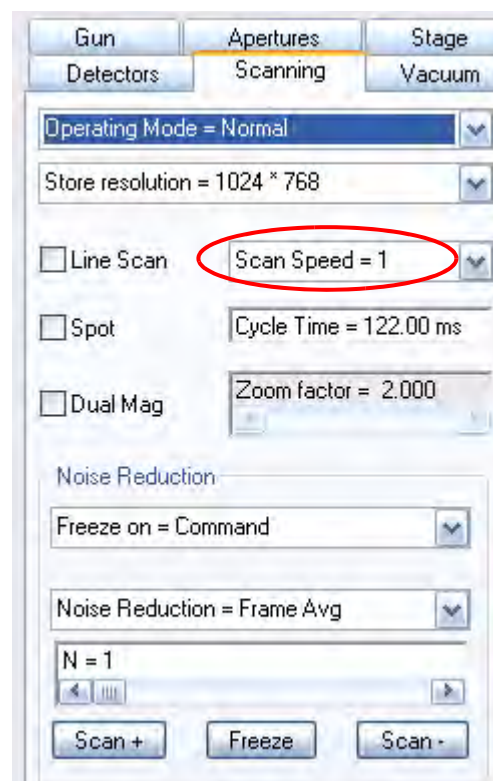 Gun Apertures Stage
Detectors Scanning Vacuum
Operating Mode = Normal
Store resolution = 1024 * 768
Line Scan Scan Speed = 1
Spot Cycle Time = 122.00 ms
Dual Mag Zoom factor = 2.000
Noise Reduction
Freeze on = Command
Noise Reduction = Frame Avg
N = 1
Scan + Freeze Scan -